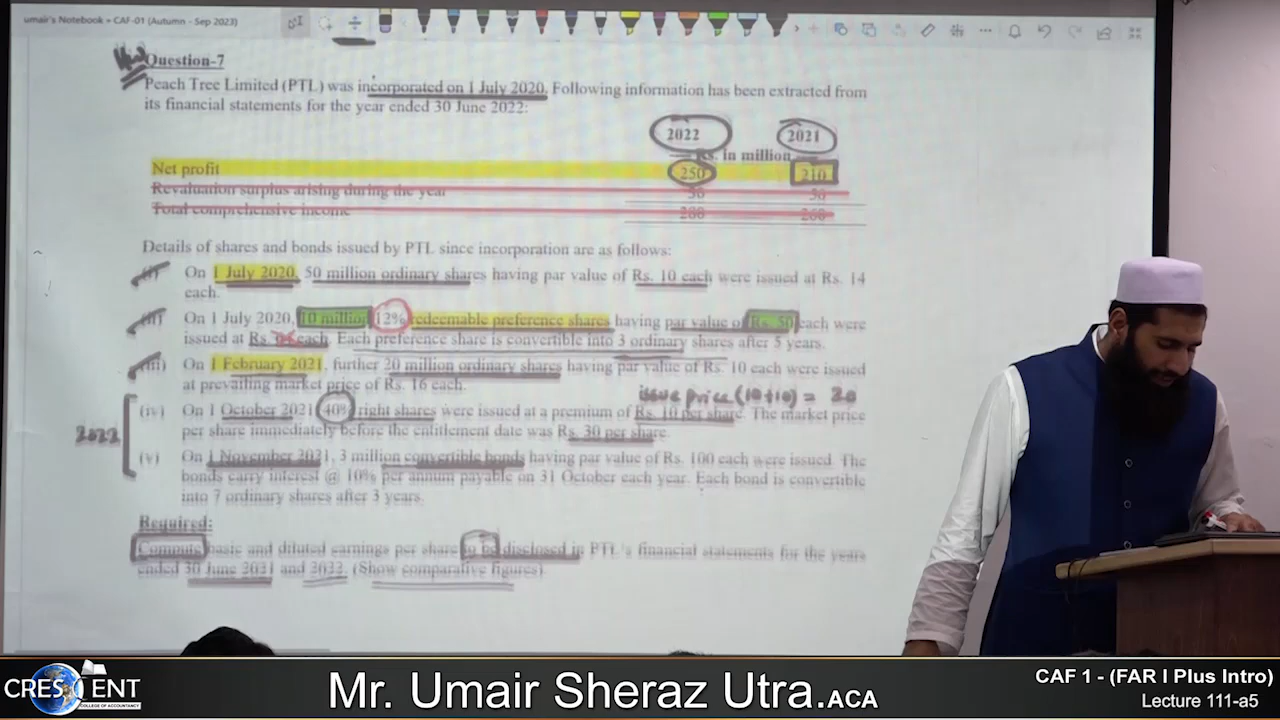 umair's Notebook » CAF-01 (Autumn - Sep 2023)
Question-7
Peach Tree Limited (PTL) was incorporated on 1 July 2020. Following information has been extracted from
its financial statements for the year ended 30 June 2022:
2022 2021
Rs. in million
Net profit 250 210
Revaluation surplus arising during the year 50
Total comprehensive income 260
Details of shares and bonds issued by PTL since incorporation are as follows:
(i) On 1 July 2020, 50 million ordinary shares having par value of Rs. 10 each were issued at Rs. 14
each.
(ii) On 1 July 2020, 10 million 12% redeemable preference shares having par value of Rs. 50 each were
issued at Rs. each. Each preference share is convertible into 3 ordinary shares after 5 years.
(iii) On 1 February 2021, further 20 million ordinary shares having par value of Rs. 10 each were issued
at prevailing market price of Rs. 16 each.
issue price (10+10) = 20
(iv) On 1 October 2021 40% right shares were issued at a premium of Rs. 10 per share. The market price
per share immediately before the entitlement date was Rs. 30 per share.
2022
(v) On 1 November 2021, 3 million convertible bonds having par value of Rs. 100 each were issued. The
bonds carry interest @ 10% per annum payable on 31 October each year. Each bond is convertible
into 7 ordinary shares after 3 years.
Required:
Compute basic and diluted earnings per share to be disclosed in PTL's financial statements for the years
ended 30 June 2021 and 2022. (Show comparative figures)
CRESCENT
COLLEGE OF ACCOUNTANCY
Mr. Umair Sheraz Utra.ACA
CAF 1 - (FAR I Plus Intro)
Lecture 111-a5